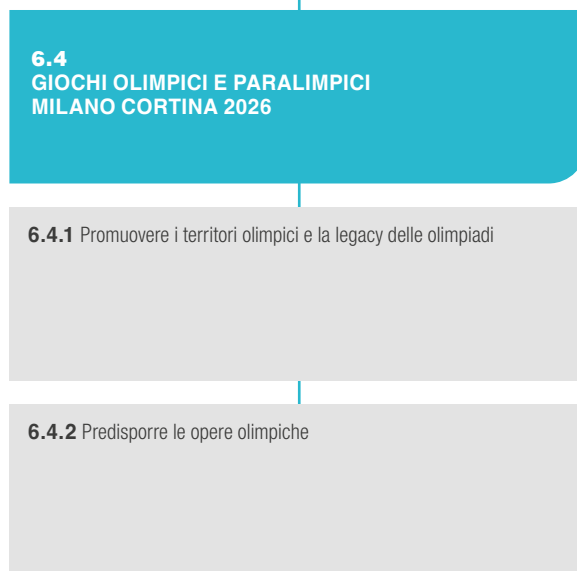 6.4
GIOCHI OLIMPICI E PARALIMPICI
MILANO CORTINA 2026
6.4.1 Promuovere i territori olimpici e la legacy delle olimpiadi
6.4.2 Predisporre le opere olimpiche